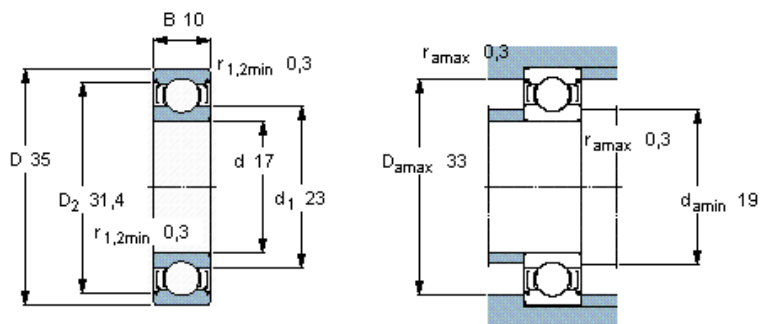 B 10
r1,2min 0,3
D 35
D2 31,4
d 17
d1 23
r1,2min 0,3
ramax 0,3
Damax 33
ramax 0,3
damin 19